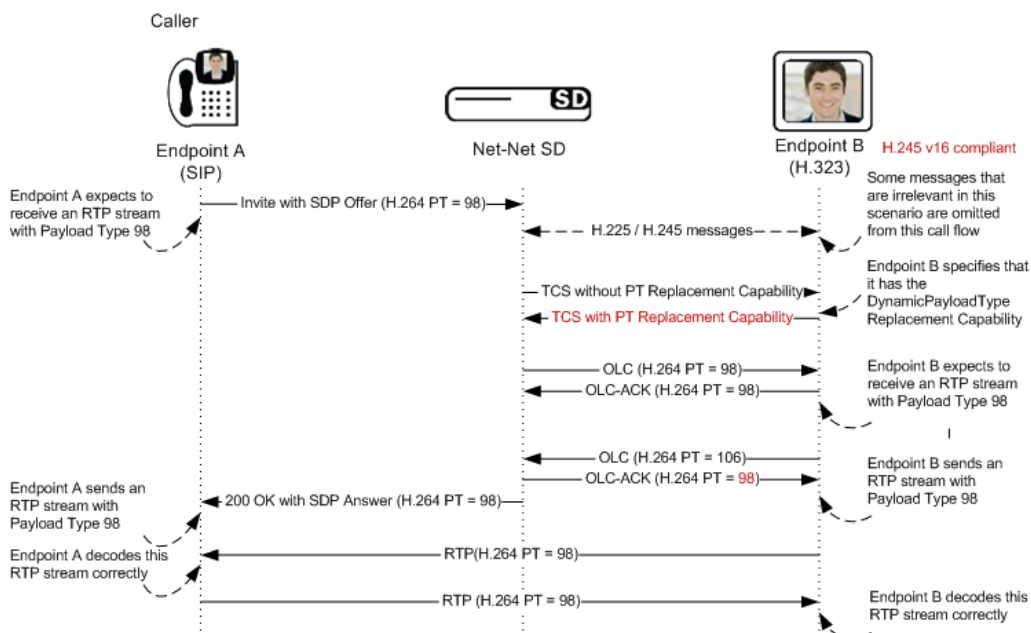 Caller
SD
Endpoint A
(SIP)
Net-Net SD
Endpoint B
(H.323)
H.245 v16 compliant
Endpoint A expects to
receive an RTP stream
with Payload Type 98
Invite with SDP Offer (H.264 PT = 98)
Some messages that
are irrelevant in this
scenario are omitted
from this call flow
H.225 / H.245 messages
Endpoint B specifies that
it has the
DynamicPayloadType
Replacement Capability
TCS without PT Replacement Capability
TCS with PT Replacement Capability
OLC (H.264 PT = 98)
OLC-ACK (H.264 PT = 98)
Endpoint B expects to
receive an RTP stream
with Payload Type 98
OLC (H.264 PT = 106)
OLC-ACK (H.264 PT = 98)
Endpoint B sends an
RTP stream with
Payload Type 98
Endpoint A sends an
RTP stream with
Payload Type 98
200 OK with SDP Answer (H.264 PT = 98)
Endpoint A decodes this
RTP stream correctly
RTP(H.264 PT = 98)
RTP (H.264 PT = 98)
Endpoint B decodes this
RTP stream correctly